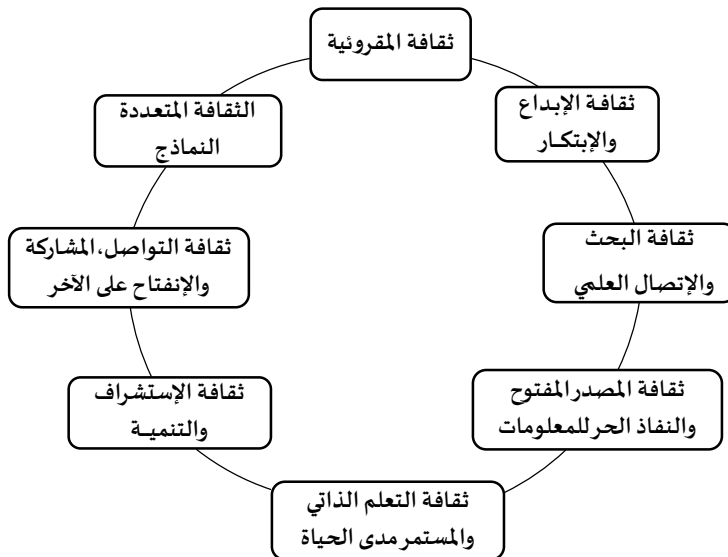 ثقافة المقروئية
ثقافة الإبداع
والإبتكار
ثقافة البحث
والإتصال العلمي
ثقافة المصدر المفتوح
والنفاذ الحر للمعلومات
ثقافة التعلم الذاتي
والمستمر مدى الحياة
ثقافة الإستشراف
والتنمية
ثقافة التواصل، المشاركة
والإنفتاح على الآخر
الثقافة المتعددة
النماذج